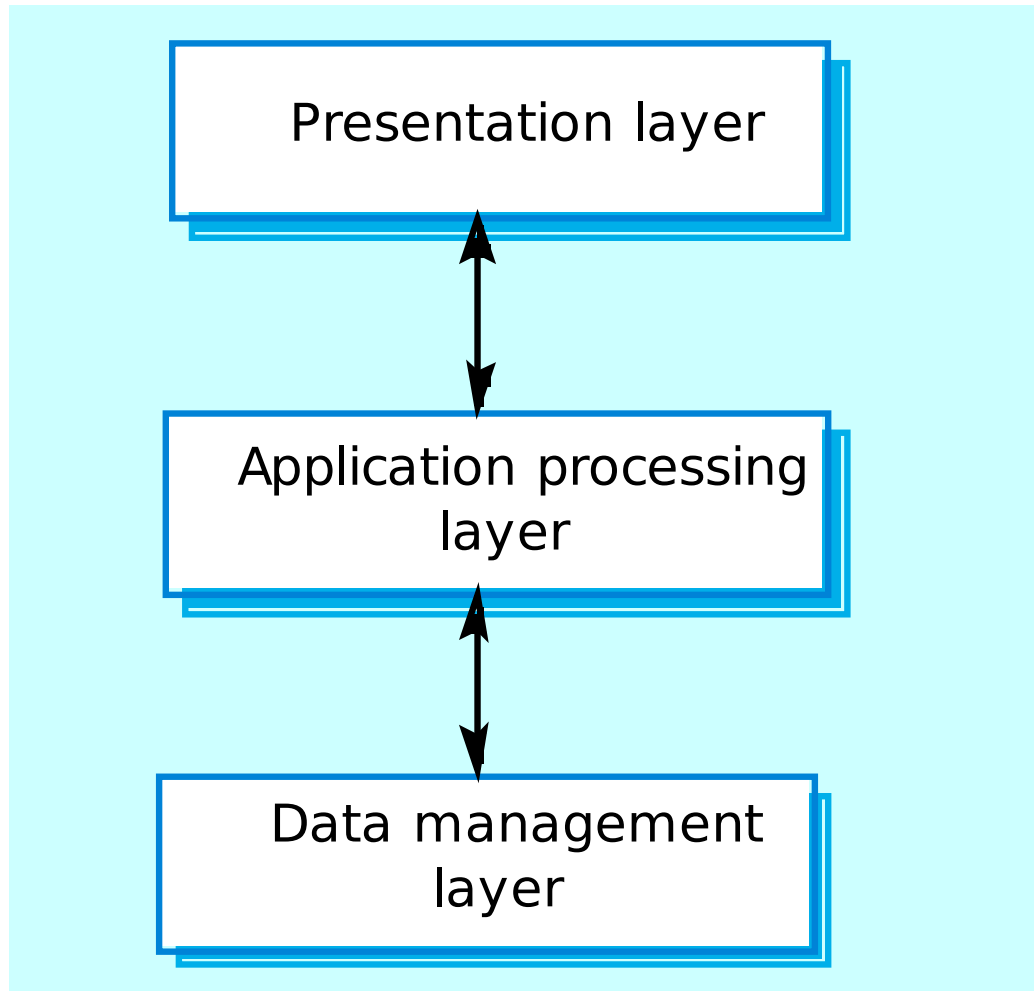 Presentation layer
Application processing
layer
Data management
layer